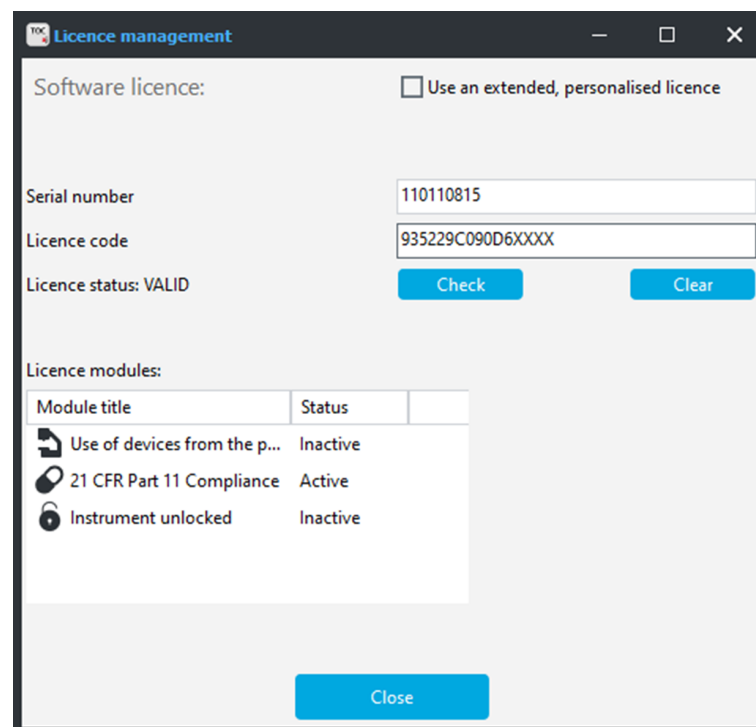 TOC
Licence management
Software licence:
Use an extended, personalised licence
Serial number
110110815
Licence code
935229C090D6XXXX
Licence status: VALID
Check
Clear
Licence modules:
Module title Status
Use of devices from the p... Inactive
21 CFR Part 11 Compliance Active
Instrument unlocked Inactive
Close